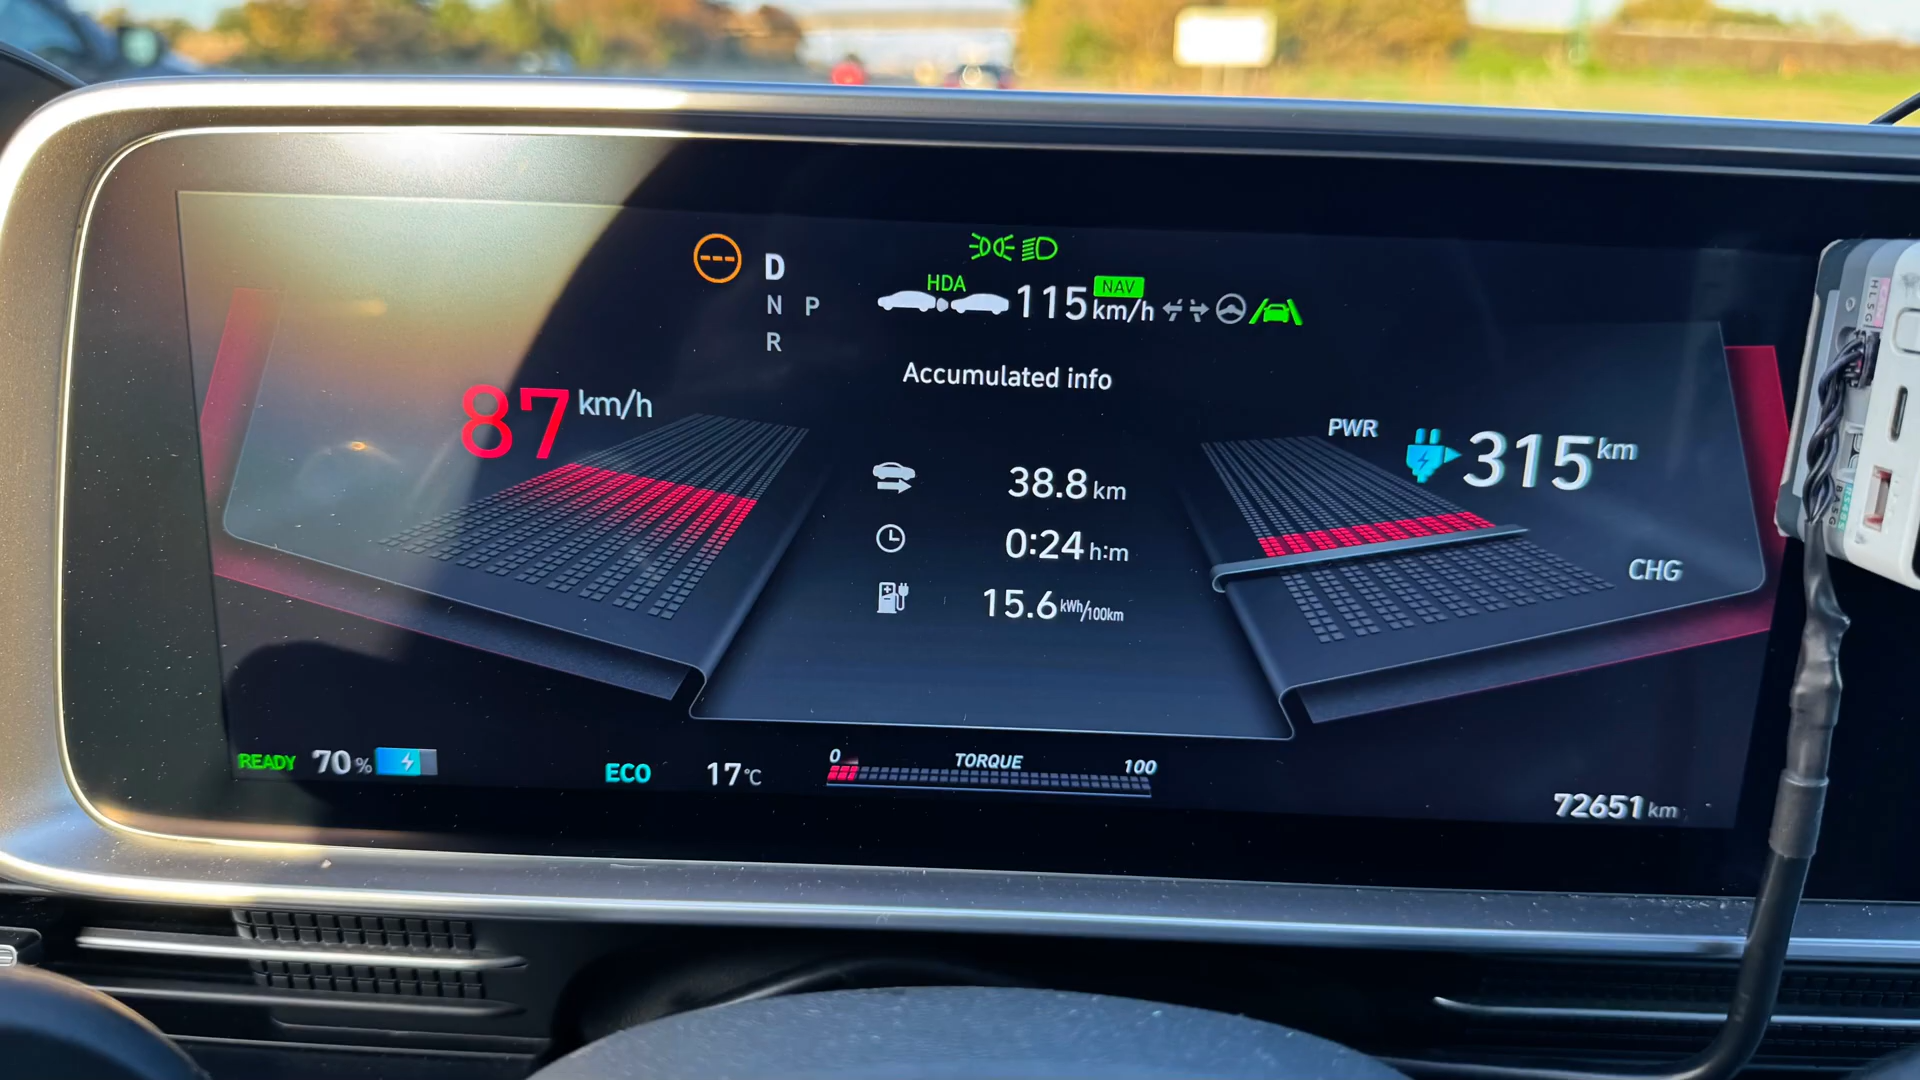 D
N P
R
HDA
115 km/h
NAV
Accumulated info
87 km/h
38.8 km
0:24 h:m
15.6 kWh/100km
PWR
315 km
CHG
READY 70%
ECO
17°C
0 TORQUE 100
72651 km